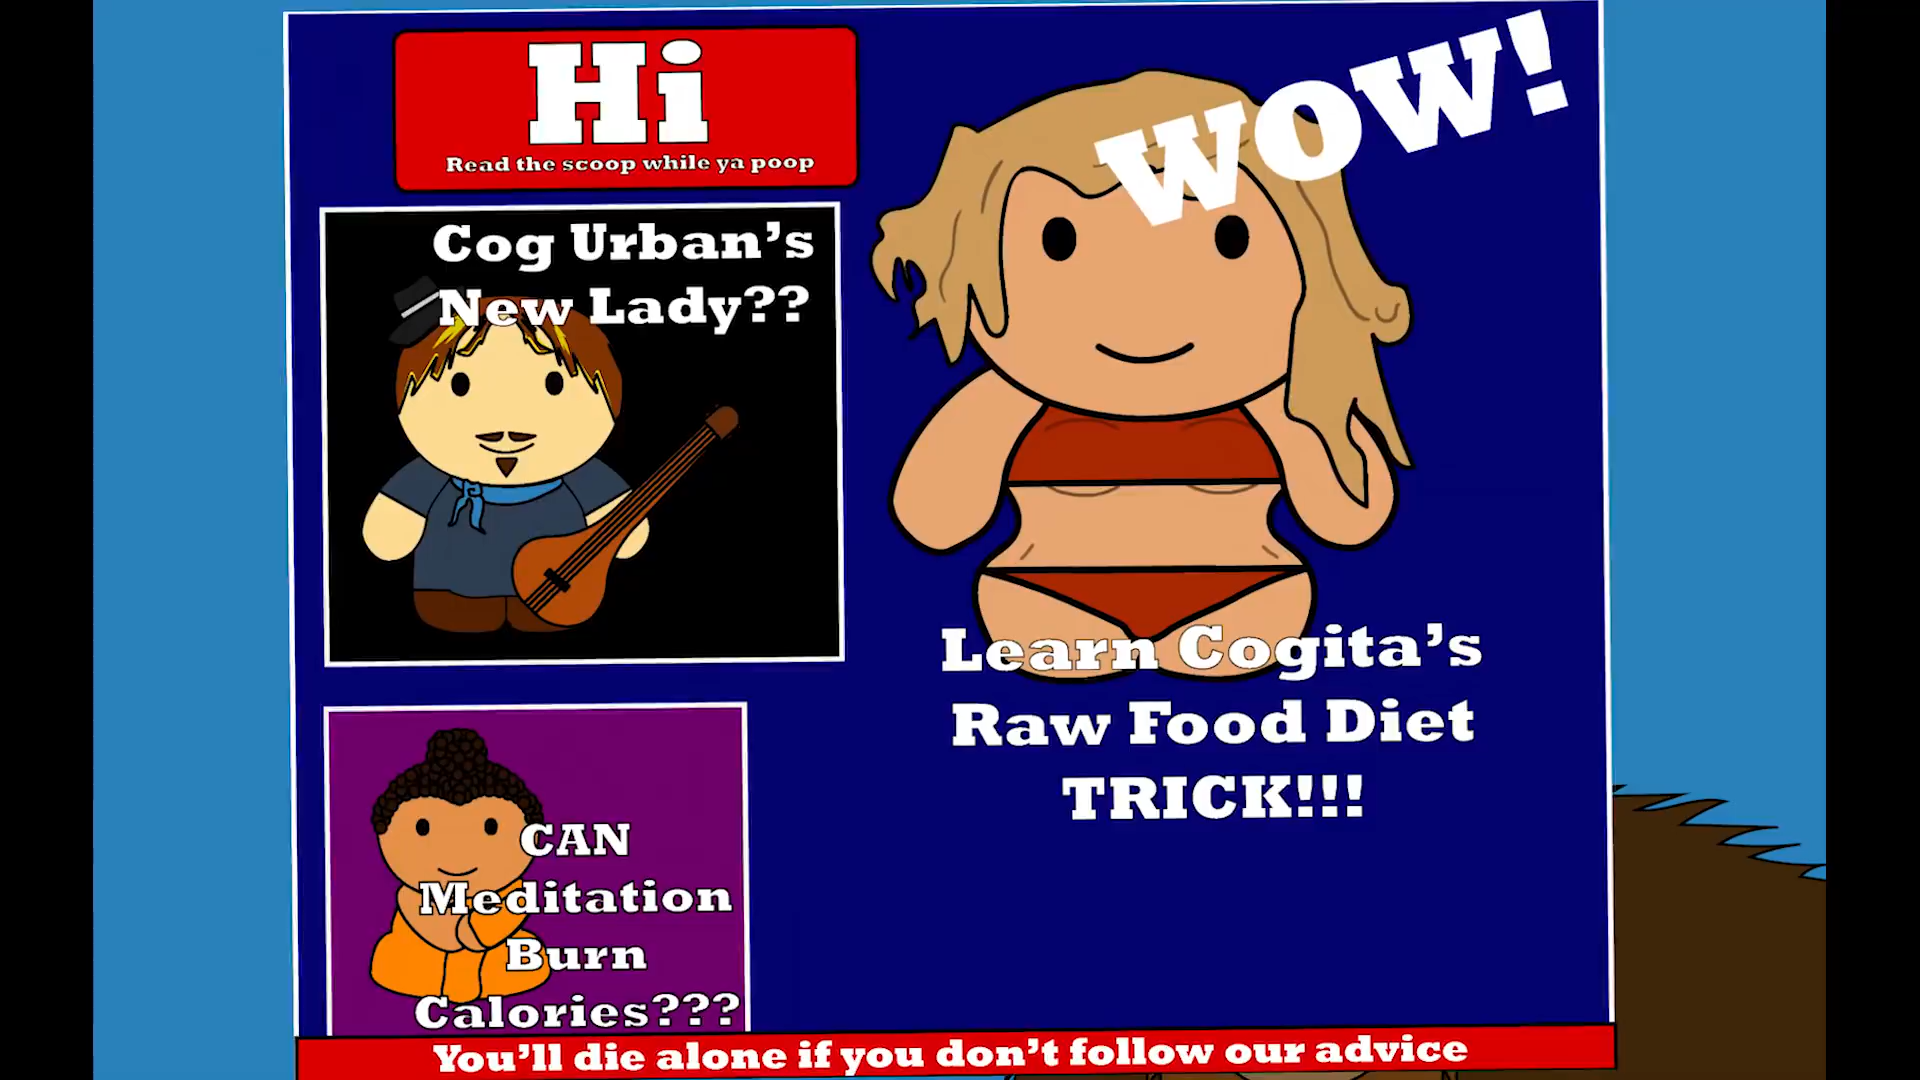 Hi
Read the scoop while ya poop
WOW!
Cog Urban's
New Lady??
Learn Cogita's
Raw Food Diet
TRICK!!!
CAN
Meditation
Burn
Calories???
You'll die alone if you don't follow our advice